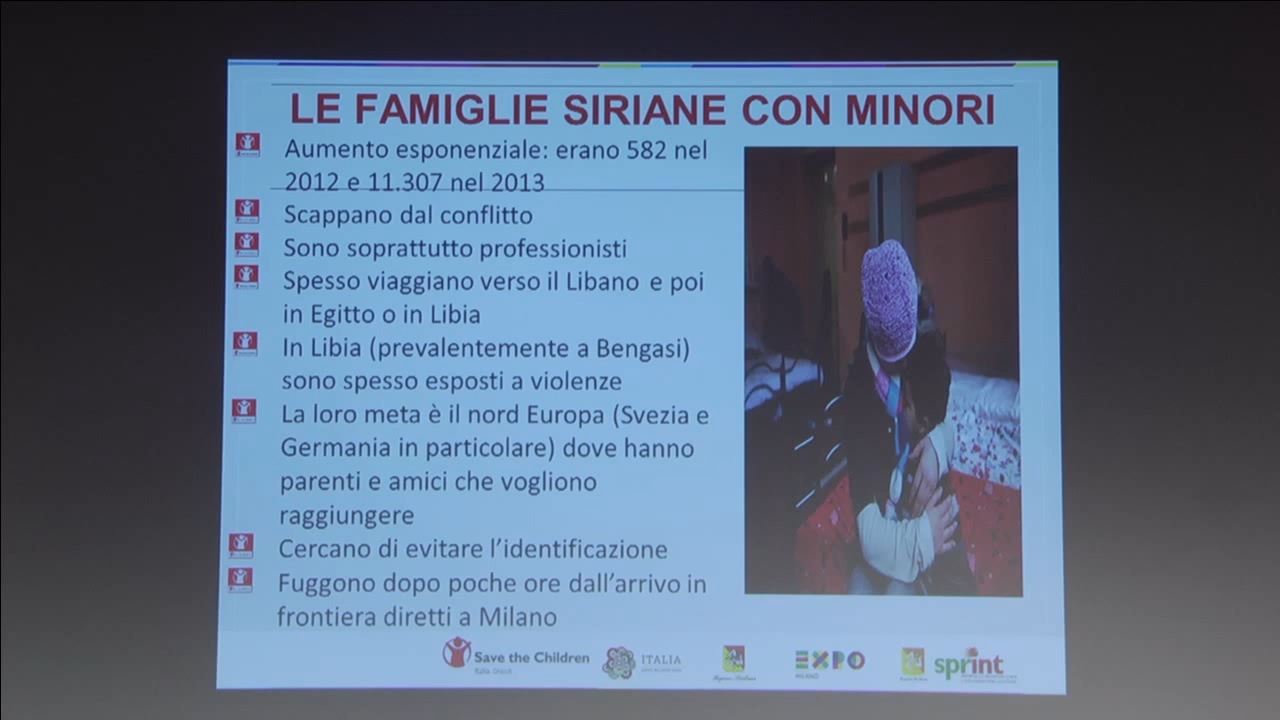 LE FAMIGLIE SIRIANE CON MINORI
Aumento esponenziale: erano 582 nel
2012 e 11.307 nel 2013
Scappano dal conflitto
Sono soprattutto professionisti
Spesso viaggiano verso il Libano e poi
in Egitto o in Libia
In Libia (prevalentemente a Bengasi)
sono spesso esposti a violenze
La loro meta è il nord Europa (Svezia e
Germania in particolare) dove hanno
parenti e amici che vogliono
raggiungere
Cercano di evitare l'identificazione
Fuggono dopo poche ore dall'arrivo in
frontiera diretti a Milano
Save the Children
ITALIA
EXPO
MILANO
sprint